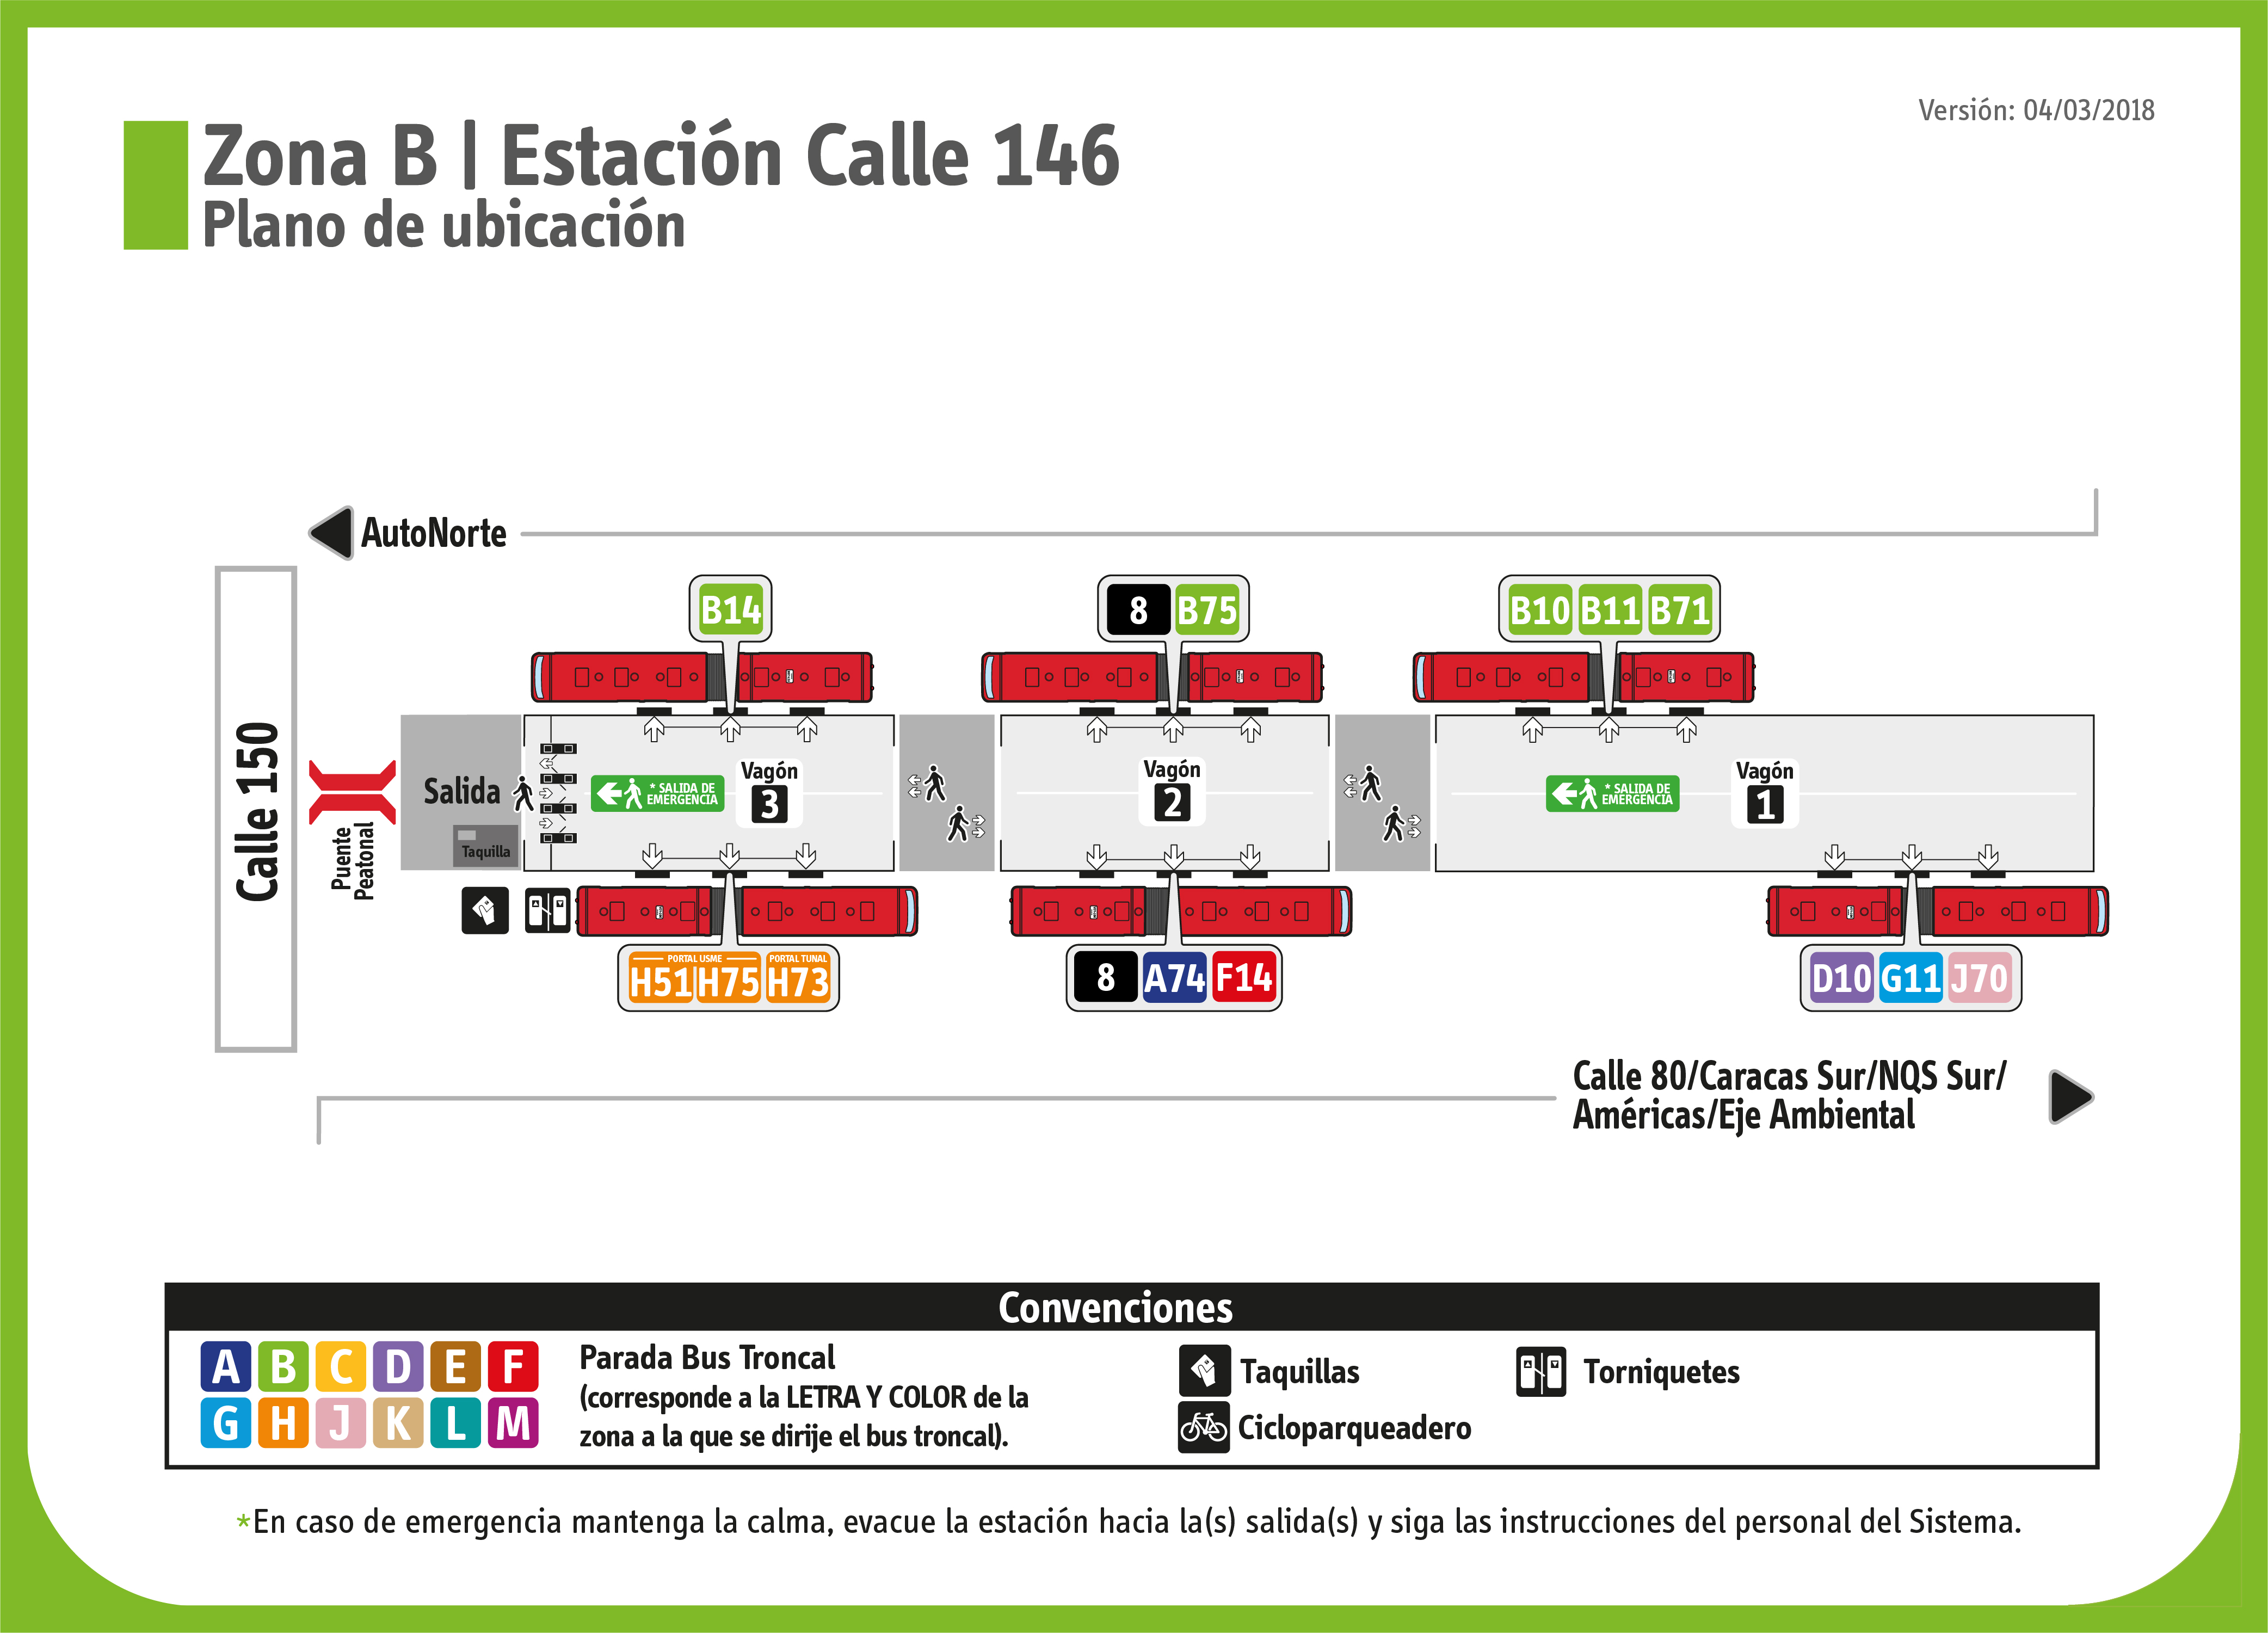 Versión: 04/03/2018
Zona B | Estación Calle 146
Plano de ubicación
AutoNorte
B14
8 B75
B10 B11 B71
Calle 150
Puente
Peatonal
Salida
Taquilla
* SALIDA DE
EMERGENCIA
Vagón
3
Vagón
2
* SALIDA DE
EMERGENCIA
Vagón
1
PORTAL USME PORTAL TUNAL
H51 H75 H73
8 A74 F14
D10 G11 J70
Calle 80/Caracas Sur/NQS Sur/
Américas/Eje Ambiental
Convenciones
A B C D E F
G H J K L M
Parada Bus Troncal
(corresponde a la LETRA Y COLOR de la
zona a la que se dirije el bus troncal).
Taquillas
Cicloparqueadero
Torniquetes
*En caso de emergencia mantenga la calma, evacue la estación hacia la(s) salida(s) y siga las instrucciones del personal del Sistema.